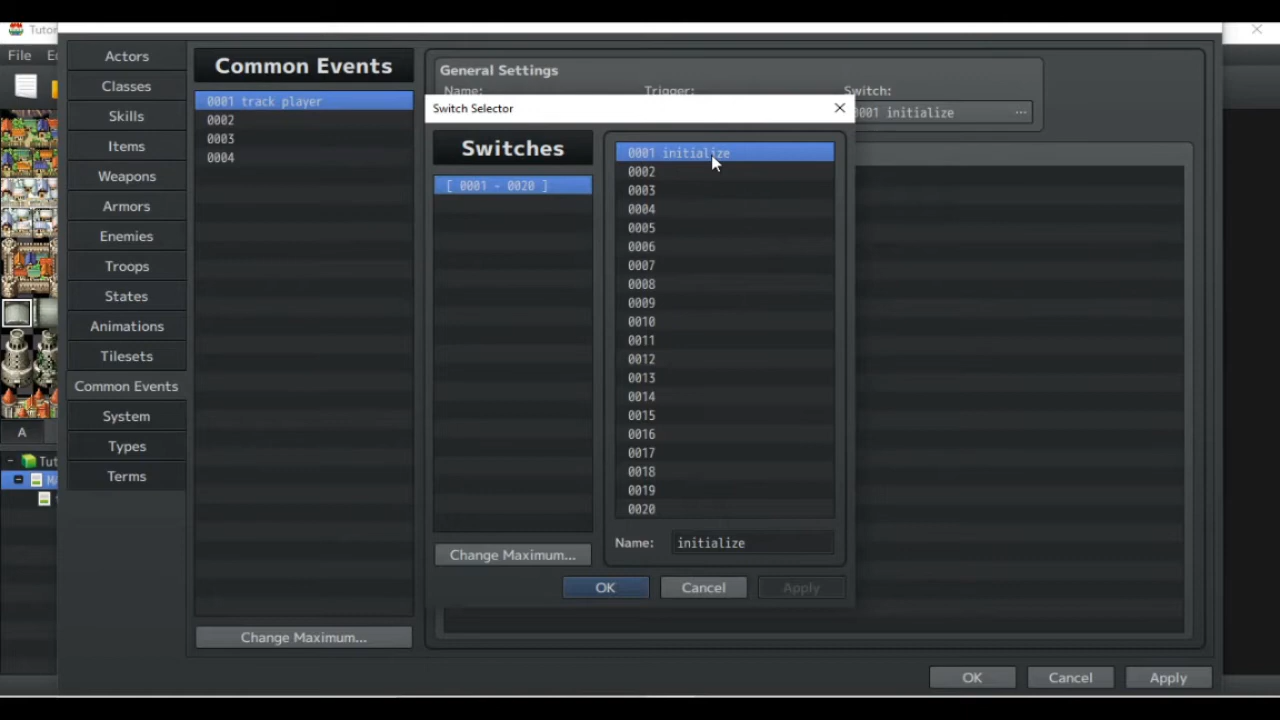 Tutor
File
Actors
Classes
Skills
Items
Weapons
Armors
Enemies
Troops
States
Animations
Tilesets
Common Events
System
Types
Terms
A
Common Events
0001 track player
0002
0003
0004
Change Maximum...
General Settings
Name:
Trigger:
Switch:
0001 initialize
...
Switch Selector
Switches
[ 0001 - 0020 ]
Change Maximum...
0001 initialize
0002
0003
0004
0005
0006
0007
0008
0009
0010
0011
0012
0013
0014
0015
0016
0017
0018
0019
0020
Name: initialize
OK
Cancel
Apply
OK
Cancel
Apply